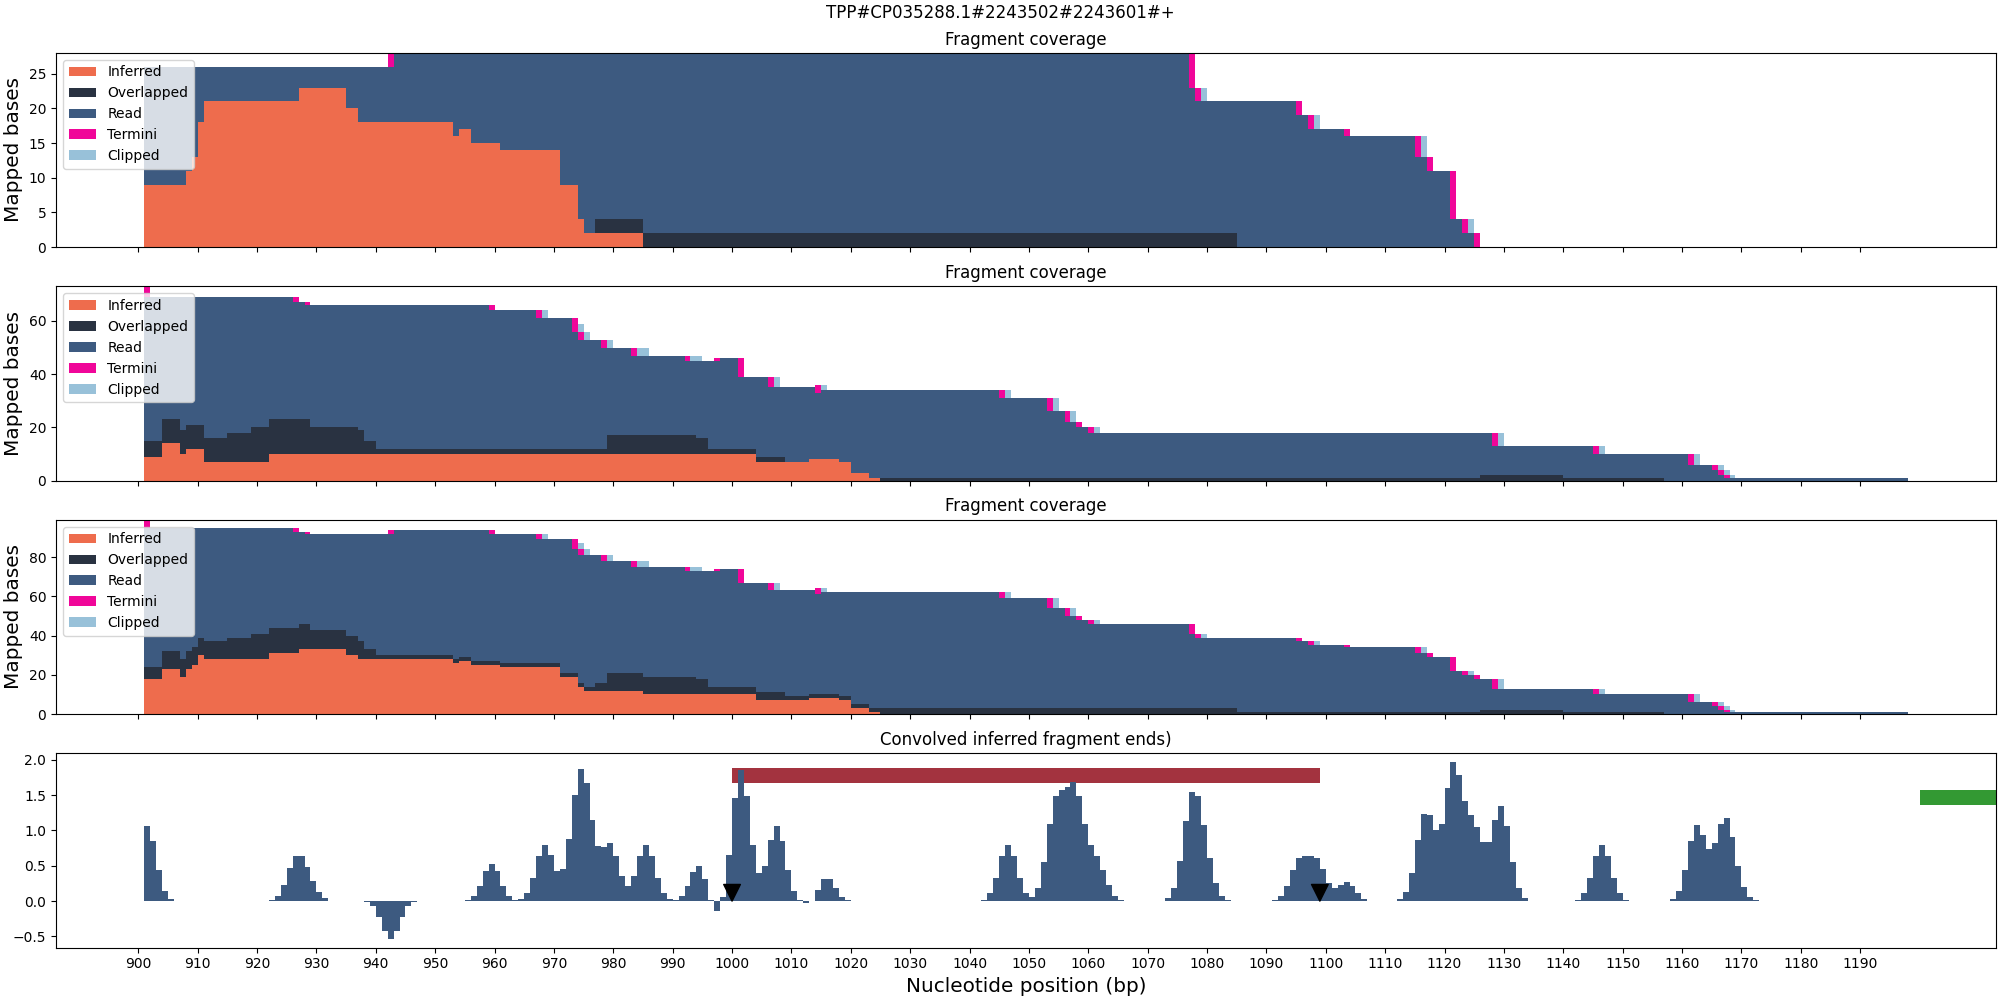 TPP#CP035288.1#2243502#2243601#+
Fragment coverage
Mapped bases
25
20
15
10
5
0
Inferred
Overlapped
Read
Termini
Clipped
Fragment coverage
Mapped bases
60
40
20
0
Inferred
Overlapped
Read
Termini
Clipped
Fragment coverage
Mapped bases
80
60
40
20
0
Inferred
Overlapped
Read
Termini
Clipped
Convolved inferred fragment ends)
2.0
1.5
1.0
0.5
0.0
−0.5
900 910 920 930 940 950 960 970 980 990 1000 1010 1020 1030 1040 1050 1060 1070 1080 1090 1100 1110 1120 1130 1140 1150 1160 1170 1180 1190
Nucleotide position (bp)